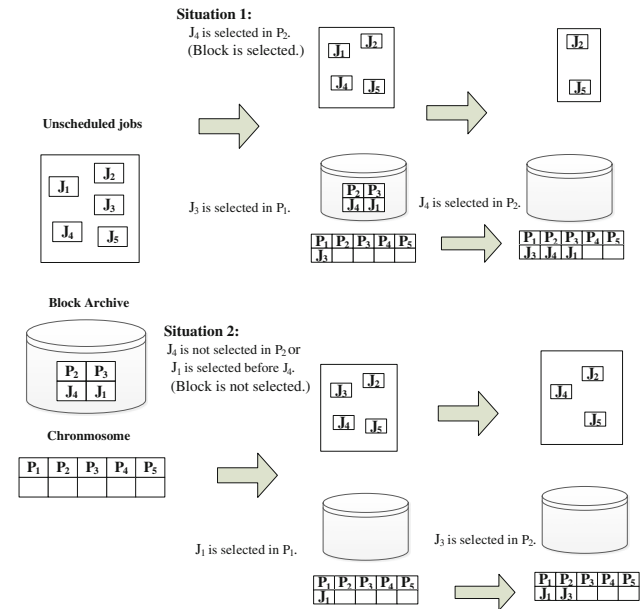 Situation 1:
J₄ is selected in P₂.
(Block is selected.)
J₁ J₂
J₄ J₅
J₂
J₅
Unscheduled jobs
J₁ J₂
J₃
J₄ J₅
J₃ is selected in P₁.
P₂ P₃
J₄ J₁
J₄ is selected in P₂.
P₁ P₂ P₃ P₄ P₅
J₃
P₁ P₂ P₃ P₄ P₅
J₃ J₄ J₁
Block Archive
P₂ P₃
J₄ J₁
Situation 2:
J₄ is not selected in P₂ or
J₁ is selected before J₄.
(Block is not selected.)
J₃ J₂
J₄ J₅
J₂
J₄
J₅
Chronmosome
P₁ P₂ P₃ P₄ P₅
J₁ is selected in P₁.
J₃ is selected in P₂.
P₁ P₂ P₃ P₄ P₅
J₁
P₁ P₂ P₃ P₄ P₅
J₁ J₃